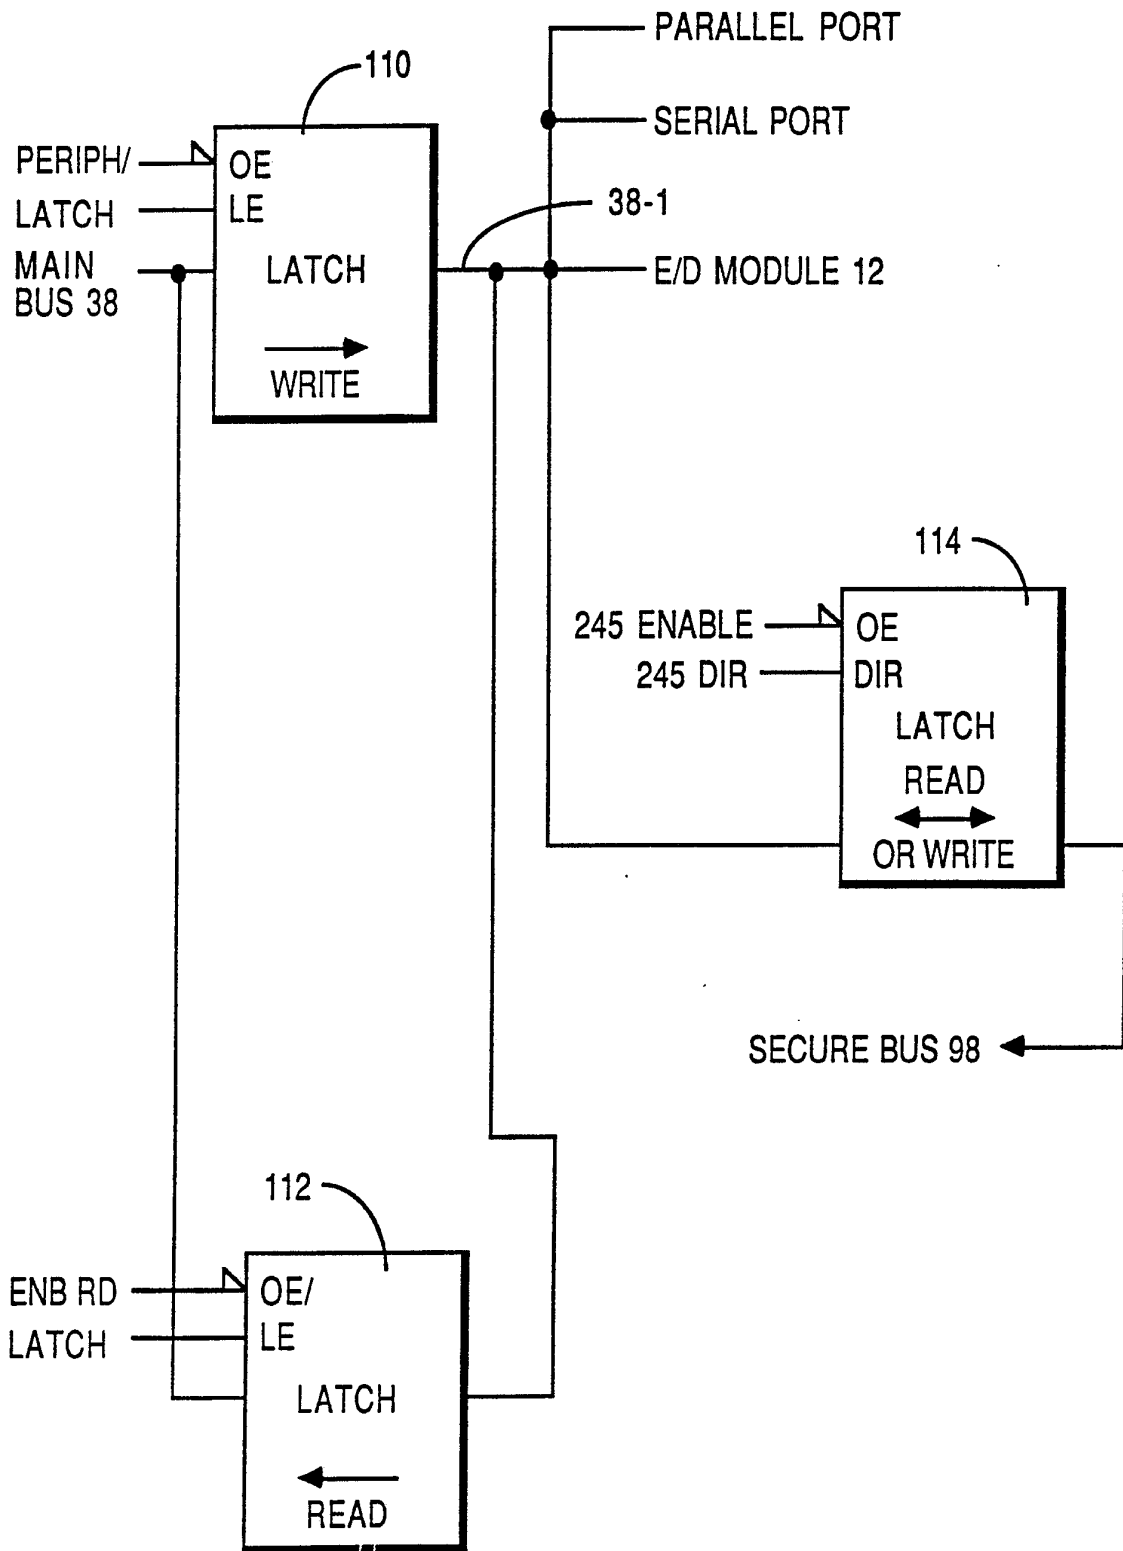 PARALLEL PORT
110
SERIAL PORT
PERIPH/
OE
LATCH
LE
38-1
MAIN
BUS 38
LATCH
E/D MODULE 12
WRITE
114
245 ENABLE
OE
245 DIR
DIR
LATCH
READ
OR WRITE
SECURE BUS 98
112
ENB RD
OE/
LATCH
LE
LATCH
READ